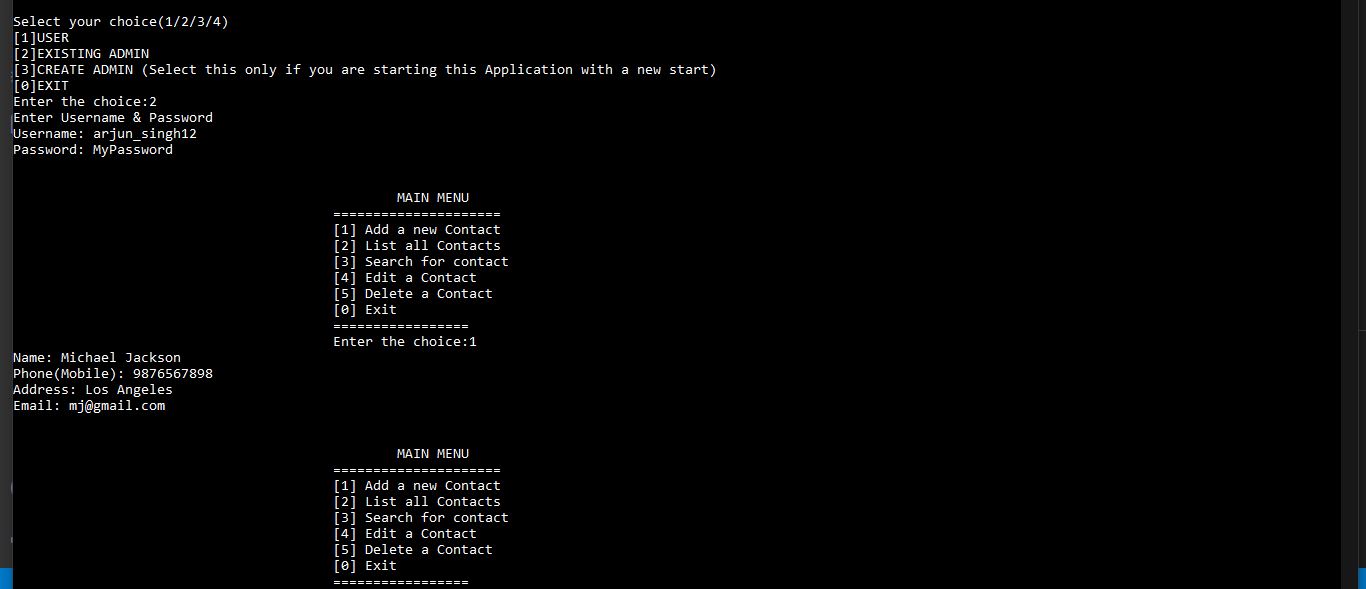 Select your choice(1/2/3/4)
[1]USER
[2]EXISTING ADMIN
[3]CREATE ADMIN (Select this only if you are starting this Application with a new start)
[0]EXIT
Enter the choice:2
Enter Username & Password
Username: arjun_singh12
Password: MyPassword
MAIN MENU
=====================
[1] Add a new Contact
[2] List all Contacts
[3] Search for contact
[4] Edit a Contact
[5] Delete a Contact
[0] Exit
=================
Enter the choice:1
Name: Michael Jackson
Phone(Mobile): 9876567898
Address: Los Angeles
Email: mj@gmail.com
MAIN MENU
=====================
[1] Add a new Contact
[2] List all Contacts
[3] Search for contact
[4] Edit a Contact
[5] Delete a Contact
[0] Exit
=================